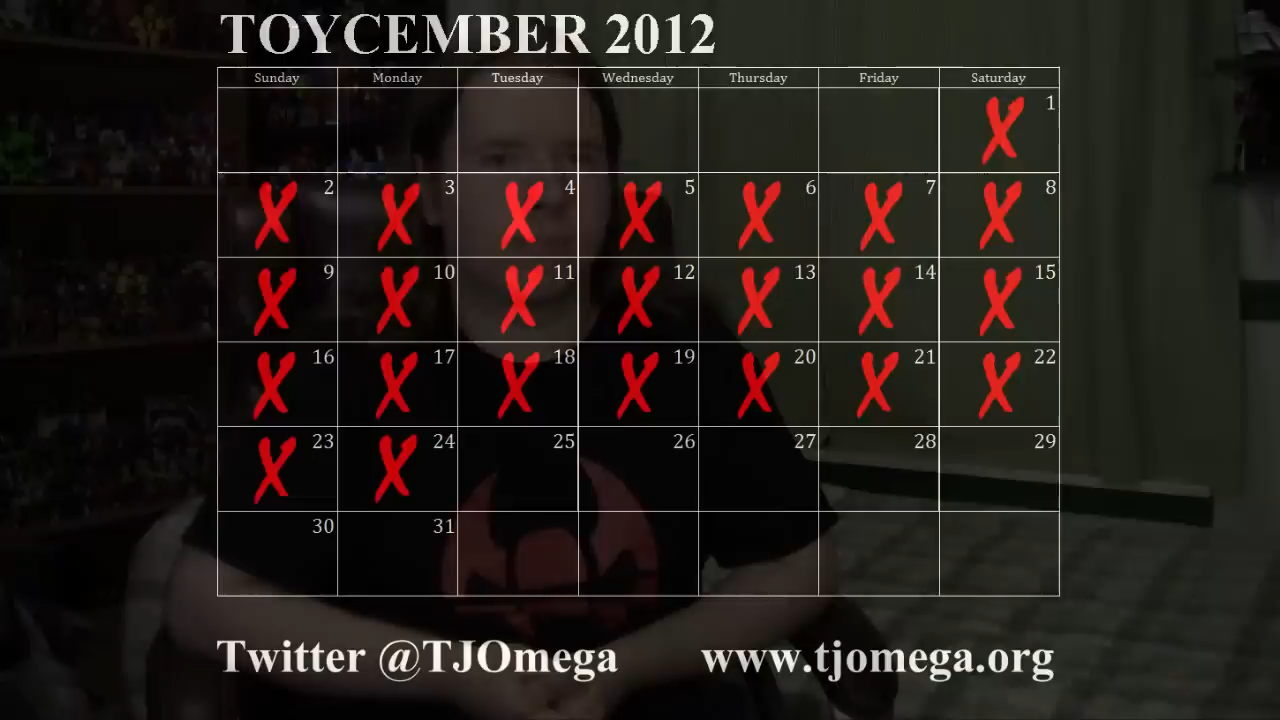 TOYCEMBER 2012
Sunday Monday Tuesday Wednesday Thursday Friday Saturday
1
2 3 4 5 6 7 8
9 10 11 12 13 14 15
16 17 18 19 20 21 22
23 24 25 26 27 28 29
30 31
Twitter @TJOmega www.tjomega.org